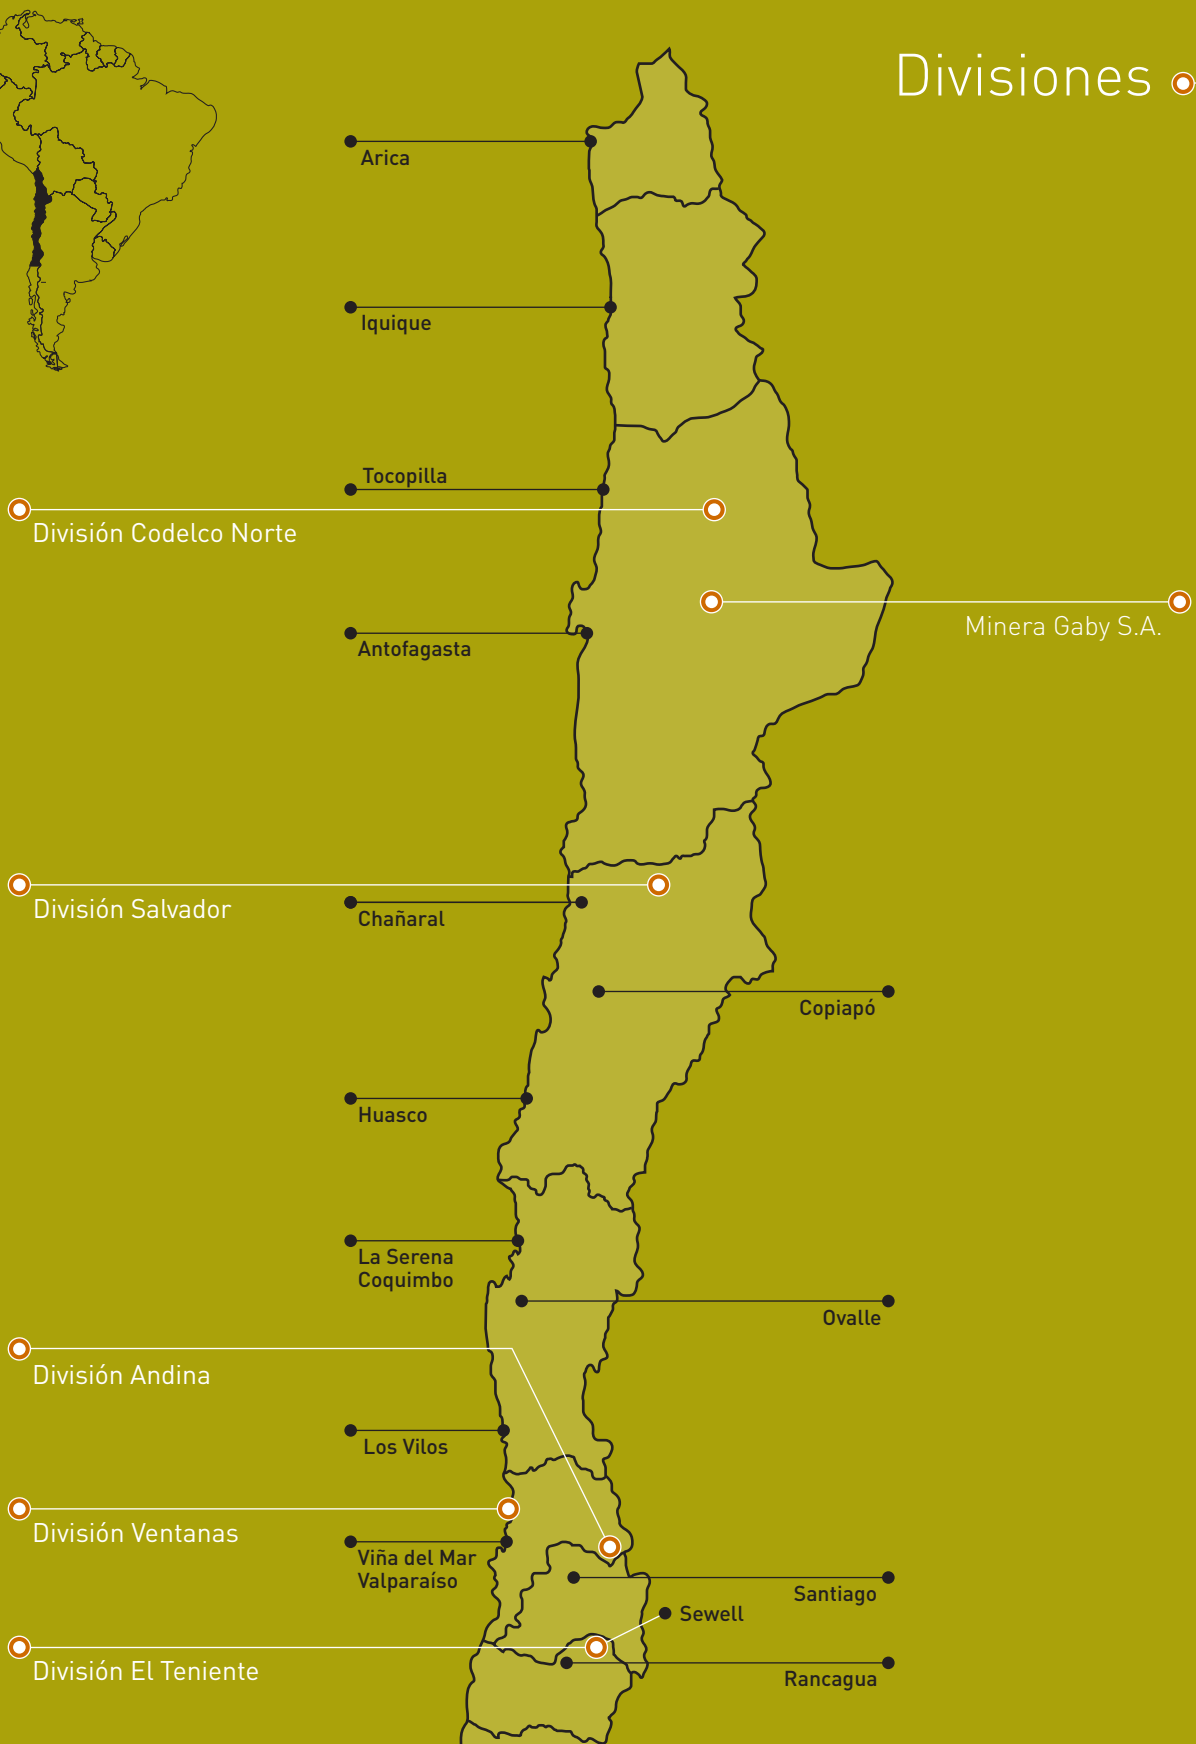 Divisiones
Arica
Iquique
Tocopilla
División Codelco Norte
Minera Gaby S.A.
Antofagasta
División Salvador
Chañaral
Copiapó
Huasco
La Serena
Coquimbo
Ovalle
División Andina
Los Vilos
División Ventanas
Viña del Mar
Valparaíso
Santiago
Sewell
División El Teniente
Rancagua